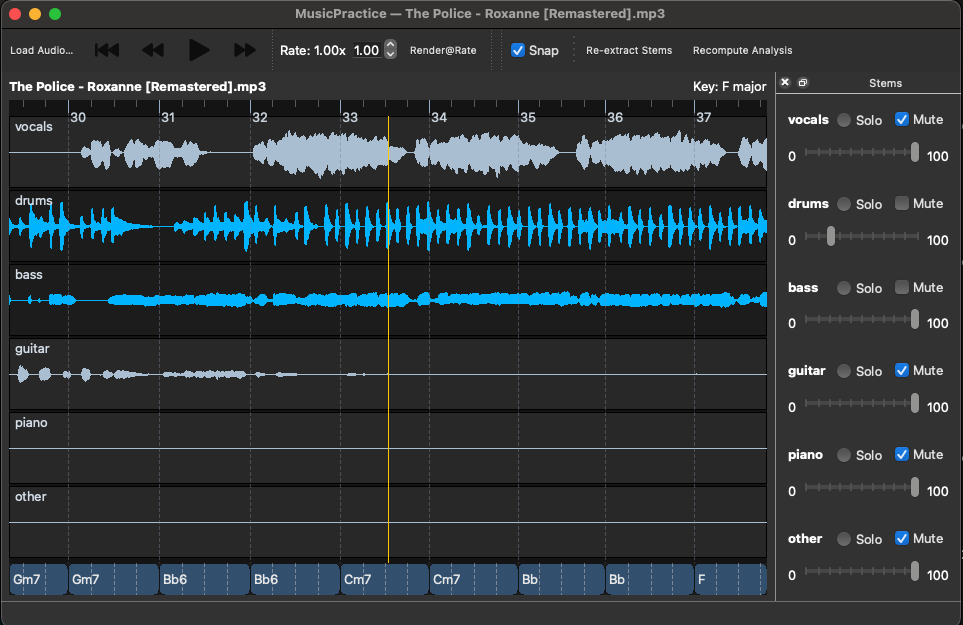 MusicPractice — The Police - Roxanne [Remastered].mp3
Load Audio... Rate: 1.00x 1.00 Render@Rate Snap Re-extract Stems Recompute Analysis
The Police - Roxanne [Remastered].mp3 Key: F major
Stems
30 31 32 33 34 35 36 37
vocals
drums
bass
guitar
piano
other
Gm7 Gm7 Bb6 Bb6 Cm7 Cm7 Bb Bb F
vocals Solo Mute
0 100
drums Solo Mute
0 100
bass Solo Mute
0 100
guitar Solo Mute
0 100
piano Solo Mute
0 100
other Solo Mute
0 100